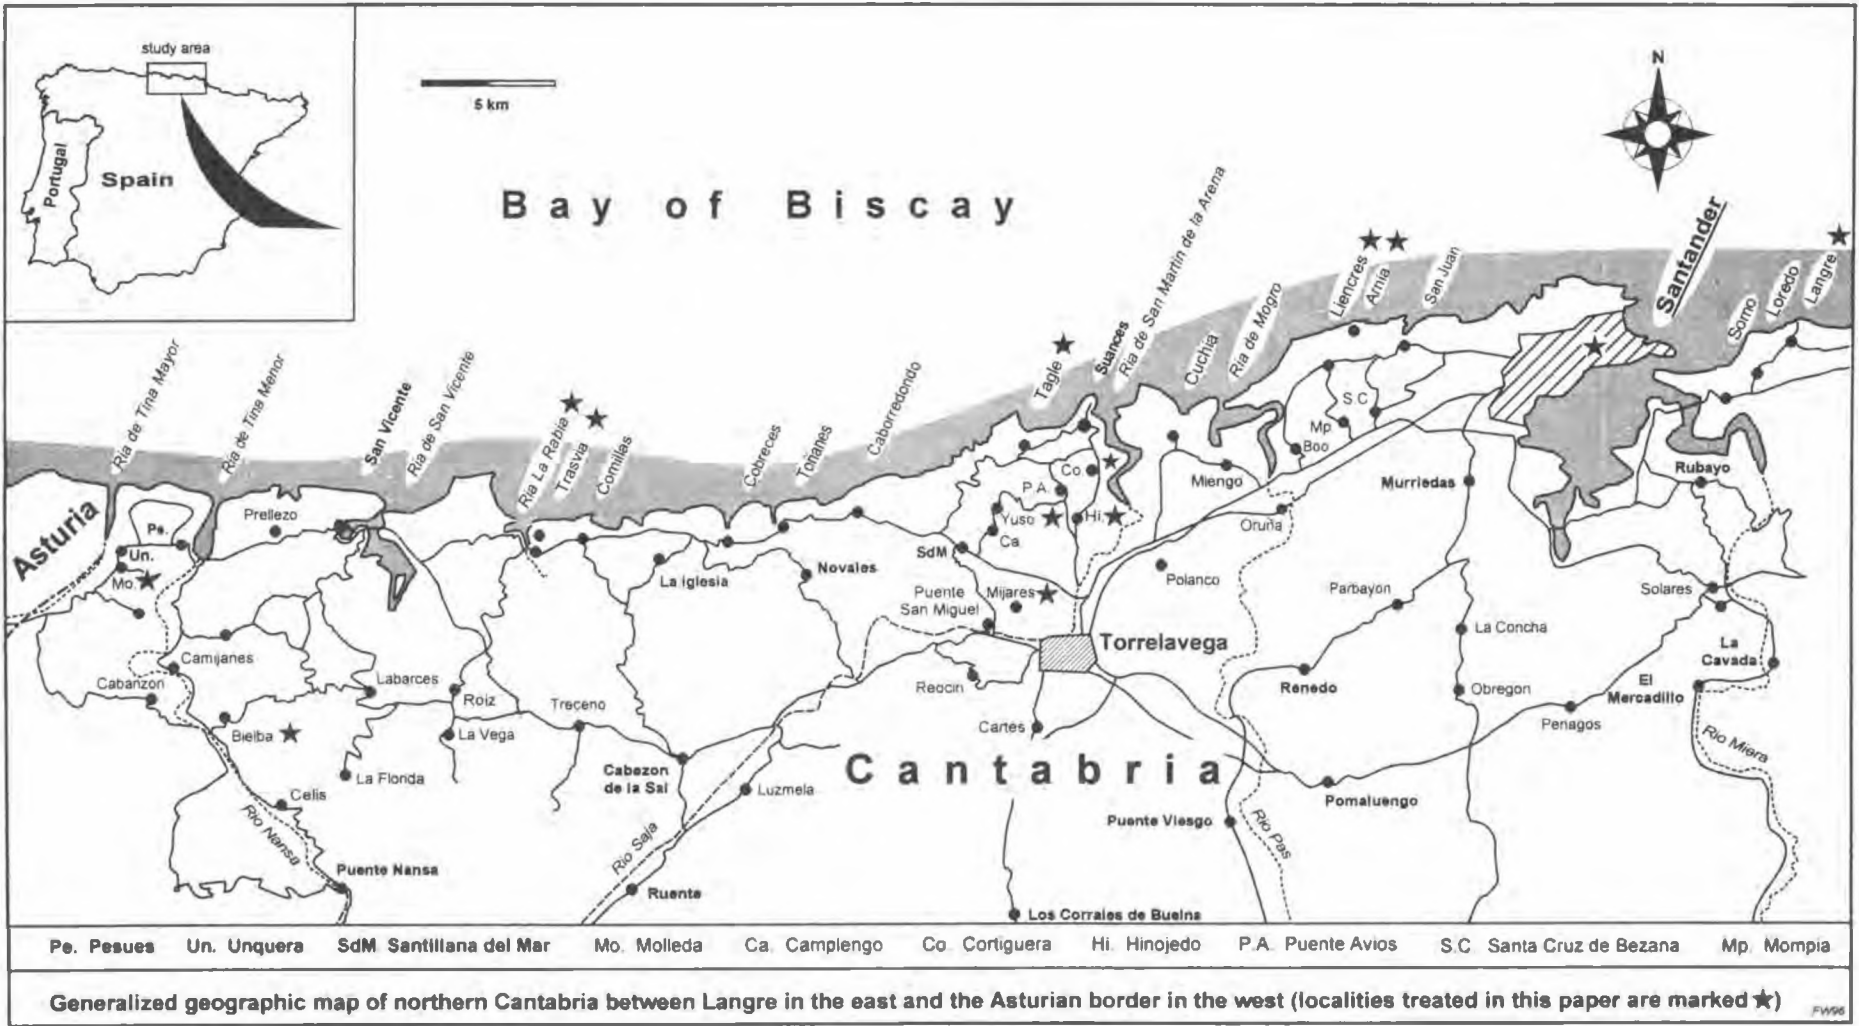 study area
Portugal
Spain
5 km
N
Bay of Biscay
Asturia
Ria de Tina Mayor
Ria de Tina Menor
San Vicente
Ria de San Vicente
Ria La Rabia
Trasvia
Comillas
Cobreces
Toñanes
Caborredondo
Tagle
Suances
Ria de San Martin de la Arena
Cuchia
Ria de Mogro
Liencres
Arnia
San Juan
Santander
Somo
Loredo
Langre
Pe.
Un.
Mo.
Prellezo
Camijanes
Cabanzon
Bielba
Labarces
La Florida
Celis
Rio Nansa
Puente Nansa
Roiz
La Vega
Treceno
La Iglesia
Novales
Cabezon
de la Sal
Luzmela
Rio Saja
Ruente
SdM
Puente
San Miguel
Mijares
Reocin
Cartes
Torrelavega
Co.
P.A.
Yuso
Ca
Hi.
Miengo
Polanco
Oruña
Boo
Mp
S.C
Murriedas
Parbayon
La Concha
Renedo
Obregon
Penagos
Pomaluengo
Puente Viesgo
Rio Pas
Los Corrales de Buelna
Cantabria
Rubayo
Solares
La
Cavada
El
Mercadillo
Rio Miera
Pe. Pesues Un. Unquera SdM. Santillana del Mar Mo. Molleda Ca. Camplengo Co. Cortiguera Hi. Hinojedo P.A. Puente Avios S.C. Santa Cruz de Bezana Mp. Mompia
Generalized geographic map of northern Cantabria between Langre in the east and the Asturian border in the west (localities treated in this paper are marked ★)
FW96